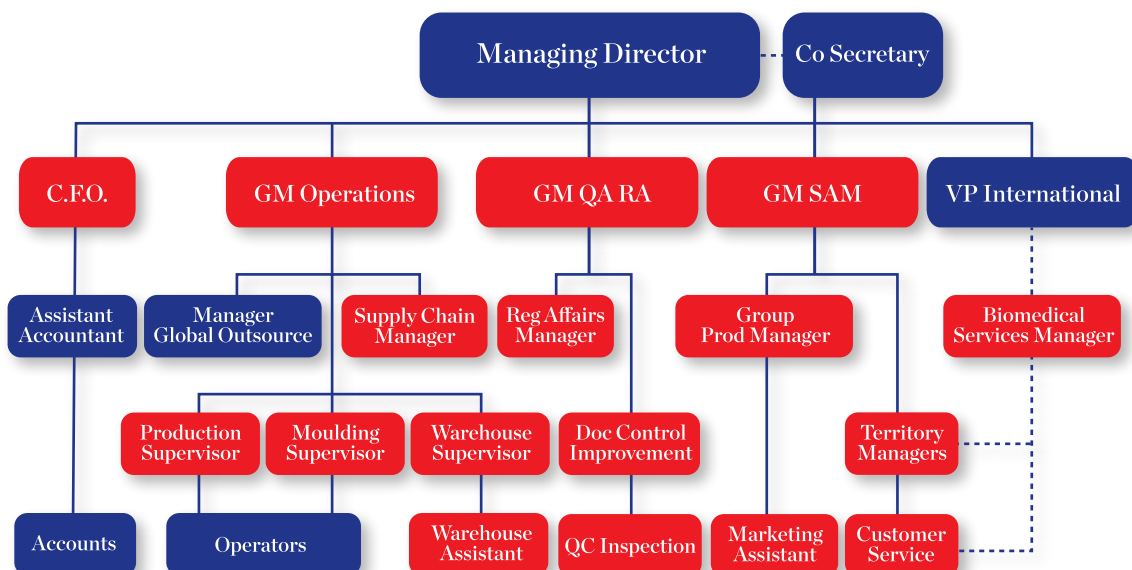 Managing Director
Co Secretary
C.F.O.
GM Operations
GM QA RA
GM SAM
VP International
Assistant
Accountant
Manager
Global Outsource
Supply Chain
Manager
Reg Affairs
Manager
Group
Prod Manager
Biomedical
Services Manager
Production
Supervisor
Moulding
Supervisor
Warehouse
Supervisor
Doc Control
Improvement
Territory
Managers
Accounts
Operators
Warehouse
Assistant
QC Inspection
Marketing
Assistant
Customer
Service